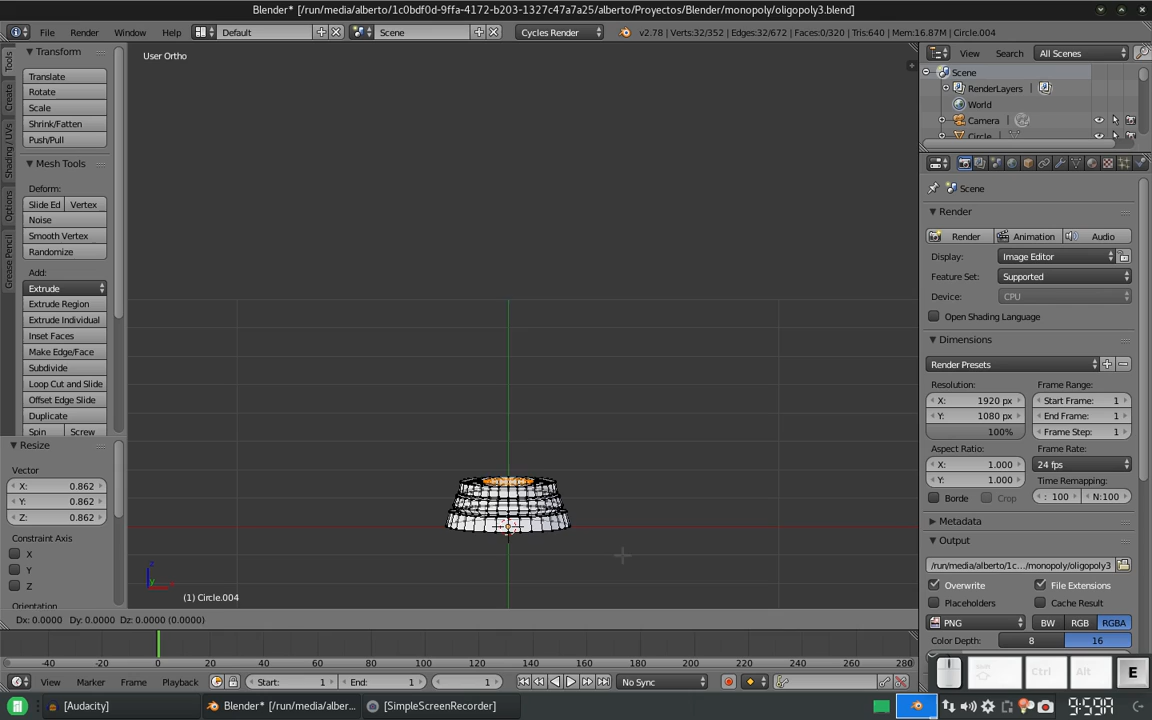 Blender* [/run/media/alberto/1c0bdf0d-9ffa-4172-b203-1327c47a7a25/alberto/Proyectos/Blender/monopoly/oligopoly3.blend]
File Render Window Help Default Scene Cycles Render v2.78 | Verts:32/352 | Edges:32/672 | Faces:0/320 | Tris:640 | Mem:16.87M | Circle.004
Tools
Create
Shading / UVs
Options
Grease Pencil
Transform
Translate
Rotate
Scale
Shrink/Fatten
Push/Pull
Mesh Tools
Deform:
Slide Ed Vertex
Noise
Smooth Vertex
Randomize
Add:
Extrude
Extrude Region
Extrude Individual
Inset Faces
Make Edge/Face
Subdivide
Loop Cut and Slide
Offset Edge Slide
Duplicate
Spin Screw
Resize
Vector
X: 0.862
Y: 0.862
Z: 0.862
Constraint Axis
X
Y
Z
Orientation
User Ortho
z
y
(1) Circle.004
Dx: 0.0000 Dy: 0.0000 Dz: 0.0000 (0.0000)
View Search All Scenes
Scene
RenderLayers
World
Camera
Circle
Scene
Render
Render Animation Audio
Display: Image Editor
Feature Set: Supported
Device: CPU
Open Shading Language
Dimensions
Render Presets
Resolution: Frame Range:
X: 1920 px Start Frame: 1
Y: 1080 px End Frame: 1
100% Frame Step: 1
Aspect Ratio: Frame Rate:
X: 1.000 24 fps
Y: 1.000 Time Remapping:
Borde Crop : 100 N:100
Metadata
Output
/run/media/alberto/1c.../monopoly/oligopoly3
Overwrite File Extensions
Placeholders Cache Result
PNG BW RGB RGBA
Color Depth: 8 16
-40 -20 0 20 40 60 80 100 120 140 160 180 200 220 240 260 280
View Marker Frame Playback Start: 1 End: 1 1 No Sync
Shift Ctrl Alt E
[Audacity] Blender* [/run/media/alber... [SimpleScreenRecorder] 9:59A